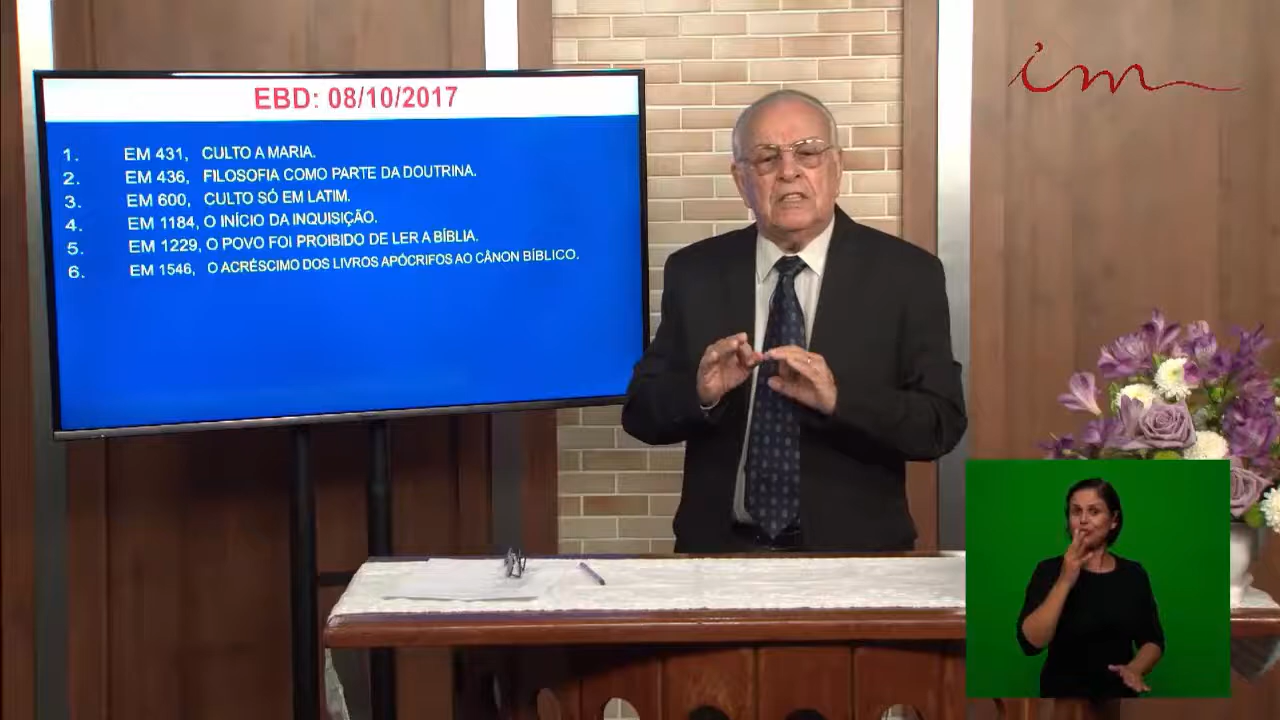 EBD: 08/10/2017
1. EM 431, CULTO A MARIA.
2. EM 436, FILOSOFIA COMO PARTE DA DOUTRINA.
3. EM 600, CULTO SÓ EM LATIM.
4. EM 1184, O INÍCIO DA INQUISIÇÃO.
5. EM 1229, O POVO FOI PROIBIDO DE LER A BÍBLIA.
6. EM 1546, O ACRÉSCIMO DOS LIVROS APÓCRIFOS AO CÂNON BÍBLICO.
im